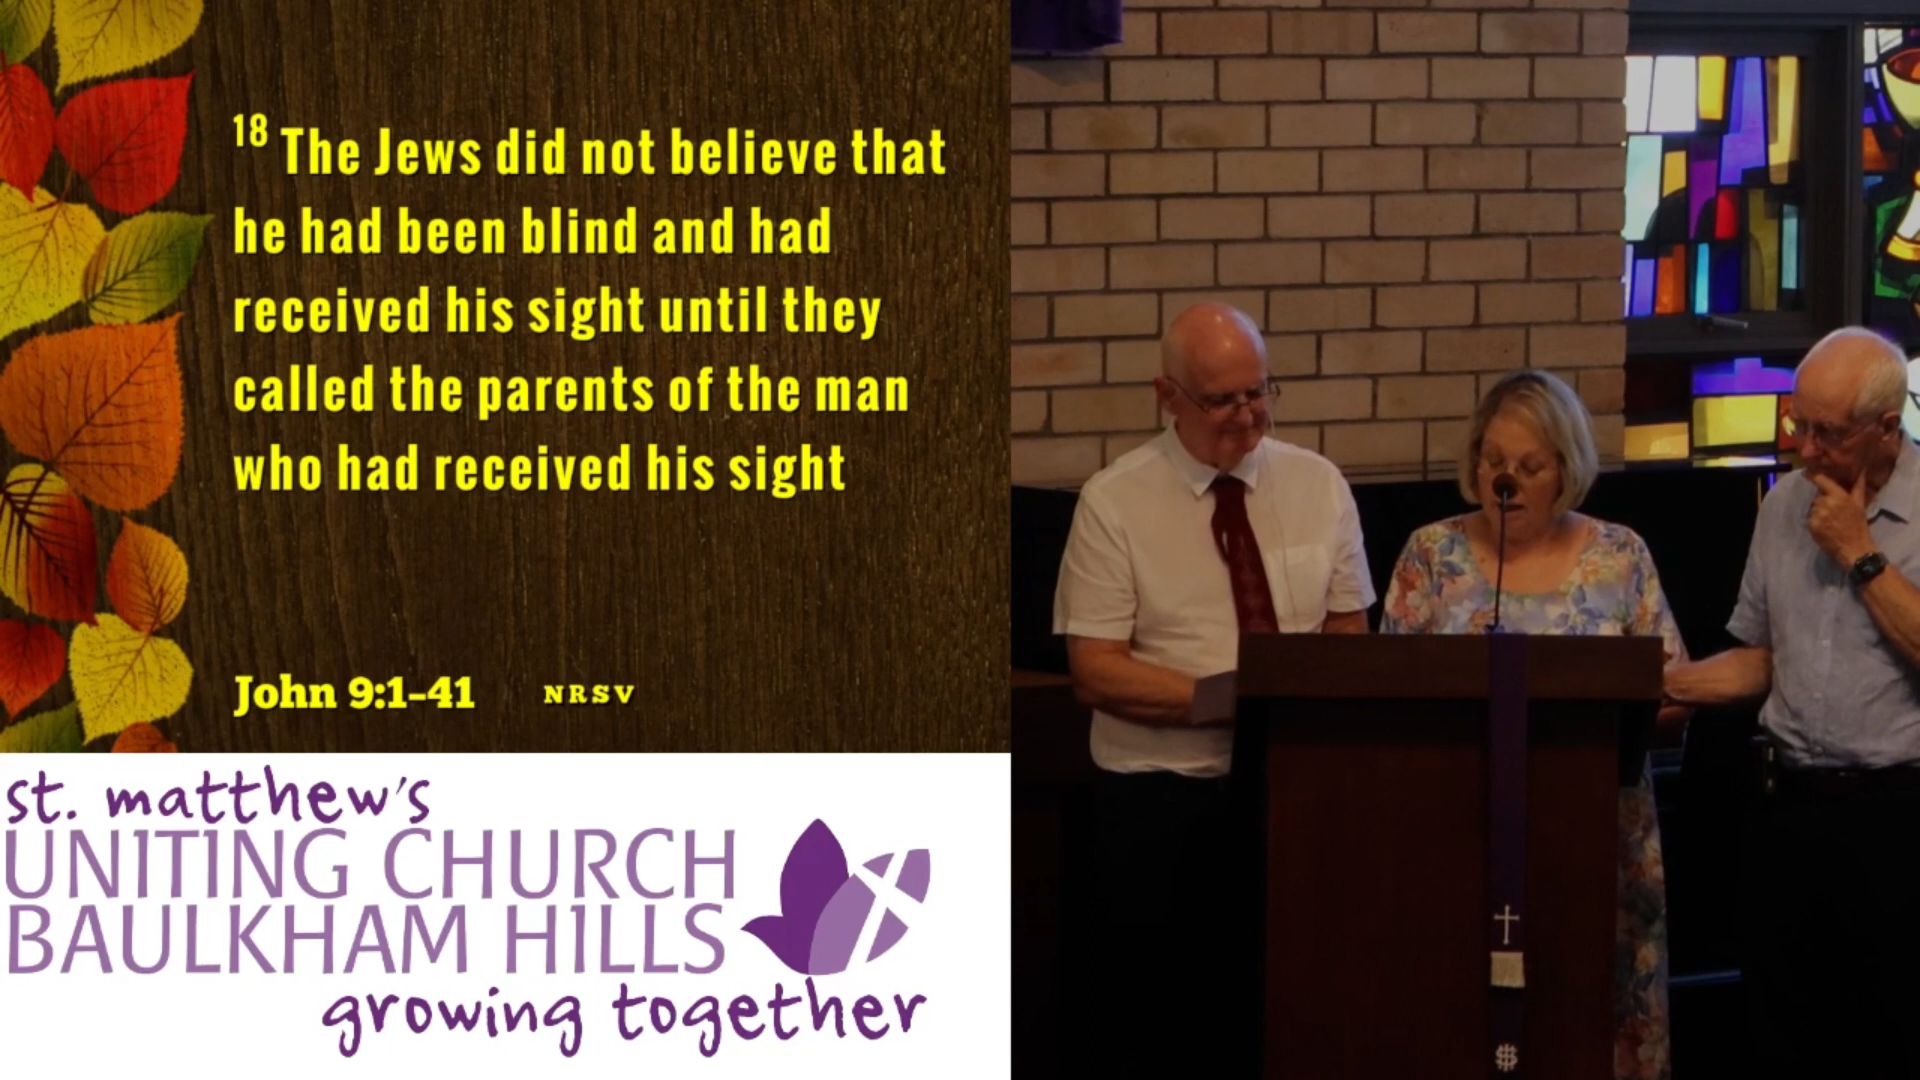 18 The Jews did not believe that
he had been blind and had
received his sight until they
called the parents of the man
who had received his sight
John 9:1-41 NRSV
st. matthew's
UNITING CHURCH
BAULKHAM HILLS
growing together